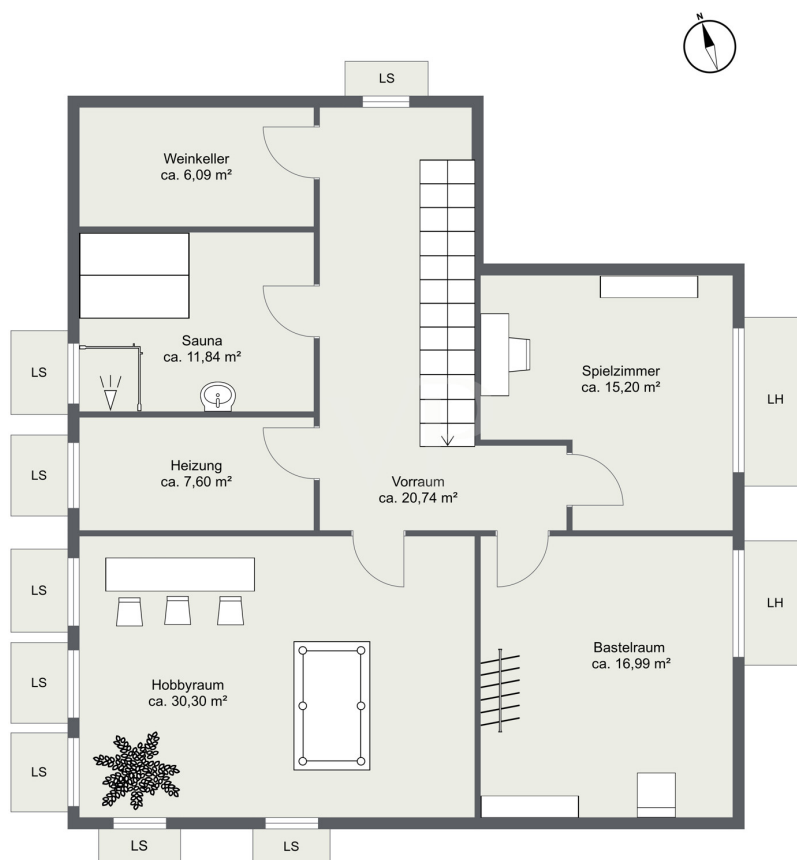 N
LS
Weinkeller
ca. 6,09 m²
Sauna
ca. 11,84 m²
LS
Spielzimmer
ca. 15,20 m²
LH
Heizung
ca. 7,60 m²
LS
Vorraum
ca. 20,74 m²
LS
LH
Bastelraum
ca. 16,99 m²
LS
Hobbyraum
ca. 30,30 m²
LS
LS
LS